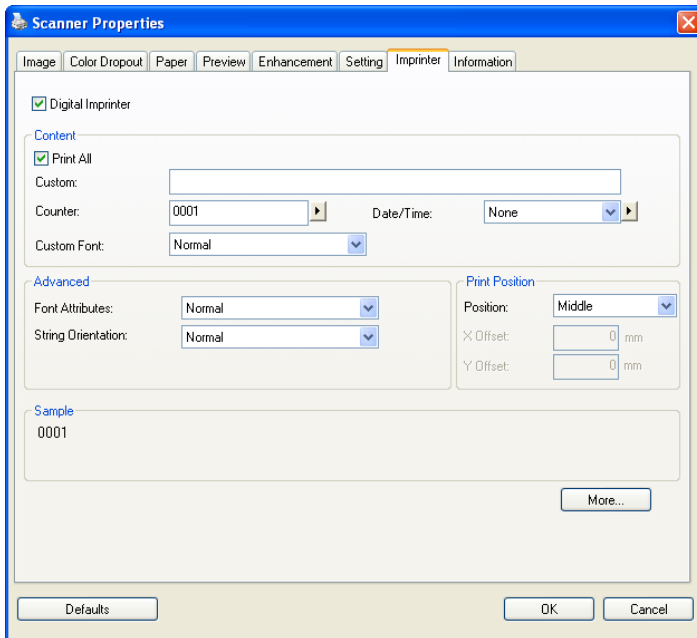 Scanner Properties
Image Color Dropout Paper Preview Enhancement Setting Imprinter Information
Digital Imprinter
Content
Print All
Custom:
Counter: 0001 Date/Time: None
Custom Font: Normal
Advanced
Font Attributes: Normal
String Orientation: Normal
Print Position
Position: Middle
X Offset: 0 mm
Y Offset: 0 mm
Sample
0001
More...
Defaults OK Cancel